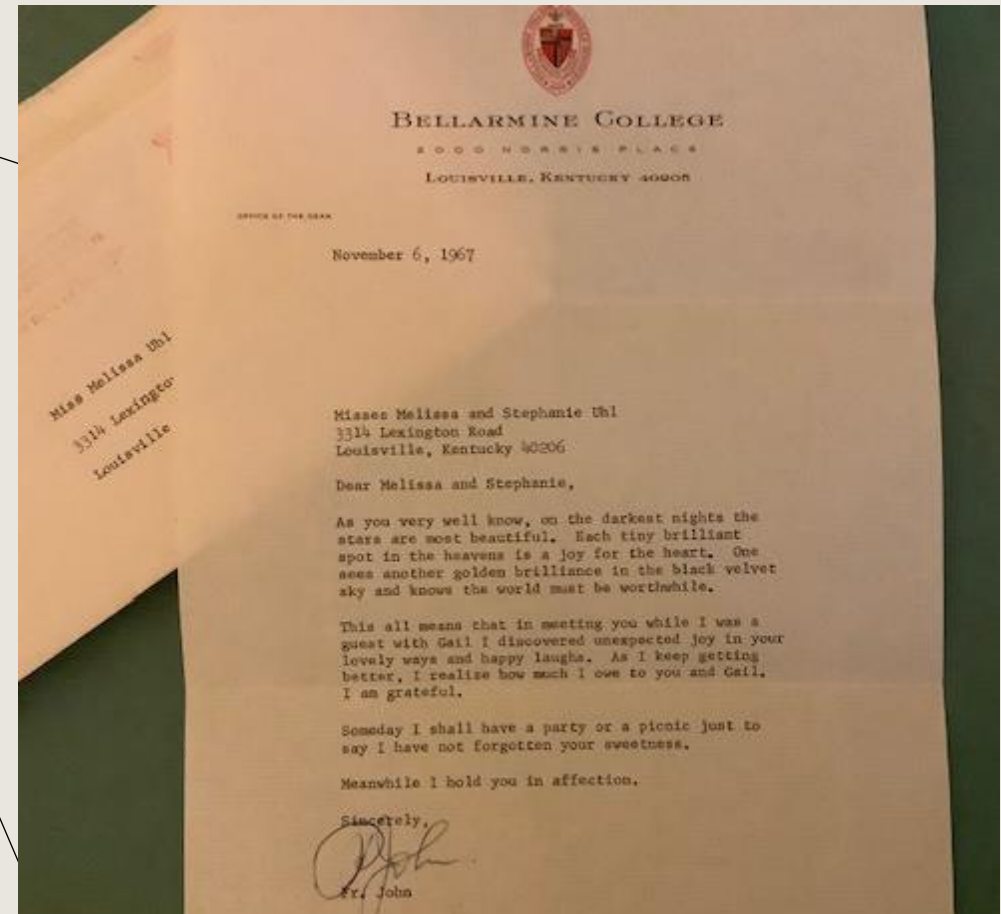 BELLARMINE COLLEGE
2000 NORRIS PLACE
LOUISVILLE, KENTUCKY 40205
OFFICE OF THE DEAN
November 6, 1967
Miss Melissa Uhl
3314 Lexingto
Louisville
Misses Melissa and Stephanie Uhl
3314 Lexington Road
Louisville, Kentucky 40206
Dear Melissa and Stephanie,
As you very well know, on the darkest nights the
stars are most beautiful. Each tiny brilliant
spot in the heavens is a joy for the heart. One
sees another golden brilliance in the black velvet
sky and knows the world must be worthwhile.
This all means that in meeting you while I was a
guest with Gail I discovered unexpected joy in your
lovely ways and happy laughs. As I keep getting
better, I realize how much I owe to you and Gail.
I am grateful.
Someday I shall have a party or a picnic just to
say I have not forgotten your sweetness.
Meanwhile I hold you in affection.
Sincerely,
Fr. John
Fr. John